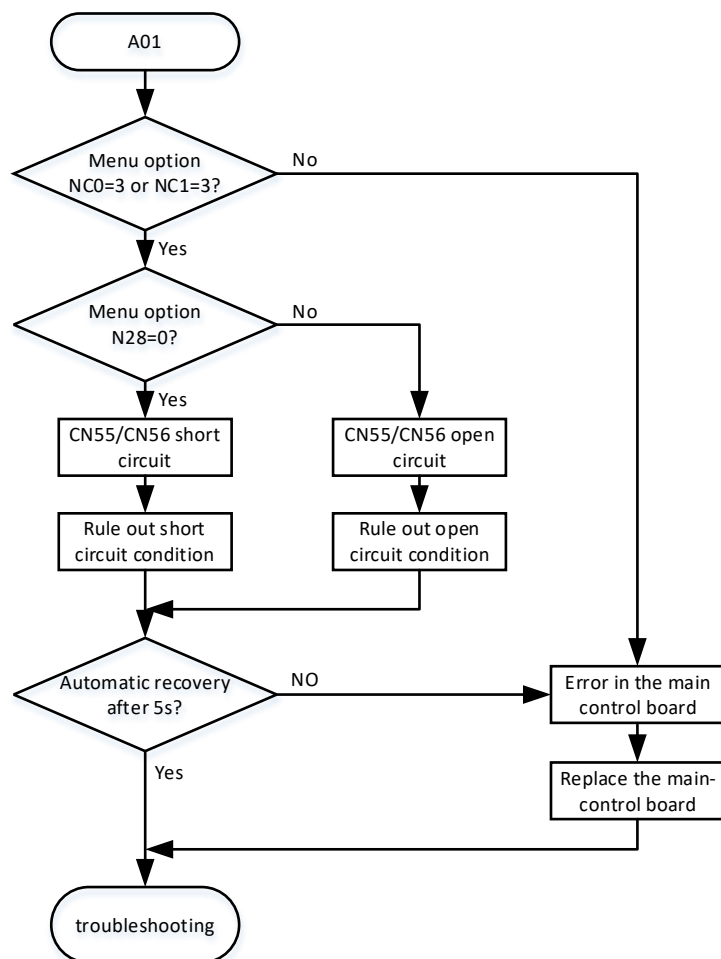 A01
Menu option
NC0=3 or NC1=3?
No
Yes
Menu option
N28=0?
No
Yes
CN55/CN56 short
circuit
CN55/CN56 open
circuit
Rule out short
circuit condition
Rule out open
circuit condition
Automatic recovery
after 5s?
NO
Error in the main
control board
Yes
Replace the main-
control board
troubleshooting